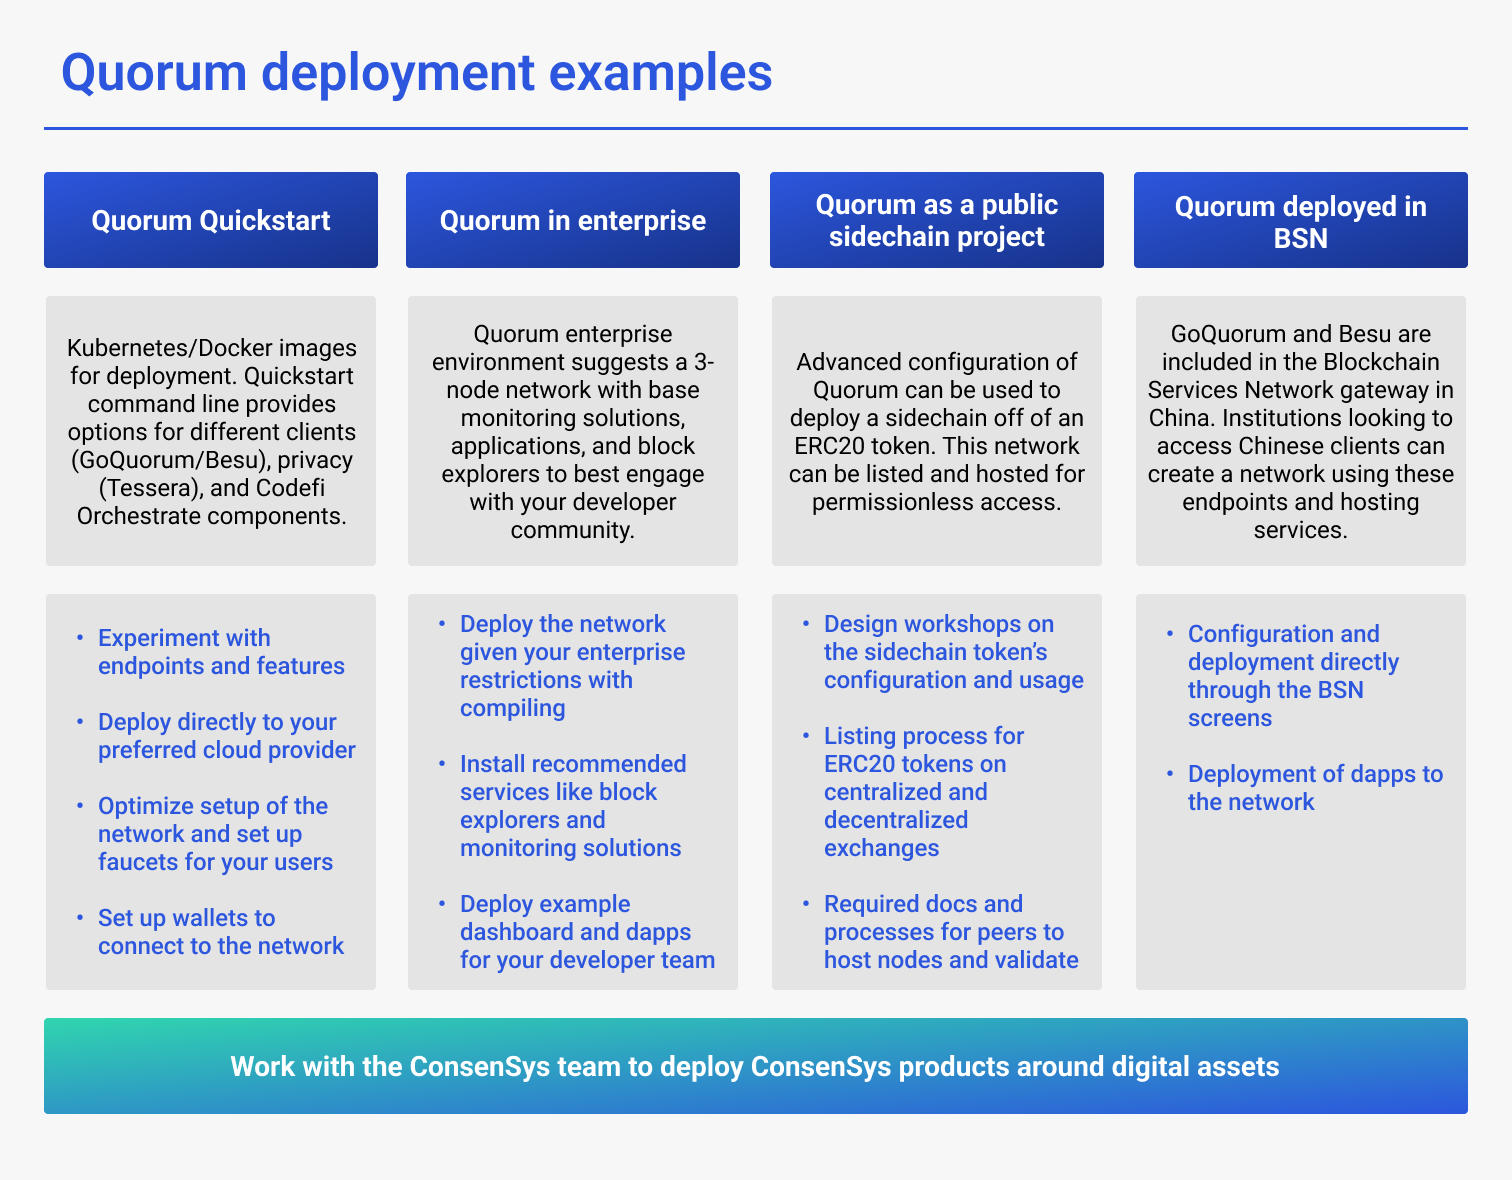 Quorum deployment examples
Quorum Quickstart
Kubernetes/Docker images
for deployment. Quickstart
command line provides
options for different clients
(GoQuorum/Besu), privacy
(Tessera), and Codefi
Orchestrate components.
• Experiment with
endpoints and features
• Deploy directly to your
preferred cloud provider
• Optimize setup of the
network and set up
faucets for your users
• Set up wallets to
connect to the network
Quorum in enterprise
Quorum enterprise
environment suggests a 3-
node network with base
monitoring solutions,
applications, and block
explorers to best engage
with your developer
community.
• Deploy the network
given your enterprise
restrictions with
compiling
• Install recommended
services like block
explorers and
monitoring solutions
• Deploy example
dashboard and dapps
for your developer team
Quorum as a public
sidechain project
Advanced configuration of
Quorum can be used to
deploy a sidechain off of an
ERC20 token. This network
can be listed and hosted for
permissionless access.
• Design workshops on
the sidechain token’s
configuration and usage
• Listing process for
ERC20 tokens on
centralized and
decentralized
exchanges
• Required docs and
processes for peers to
host nodes and validate
Quorum deployed in
BSN
GoQuorum and Besu are
included in the Blockchain
Services Network gateway in
China. Institutions looking to
access Chinese clients can
create a network using these
endpoints and hosting
services.
• Configuration and
deployment directly
through the BSN
screens
• Deployment of dapps to
the network
Work with the ConsenSys team to deploy ConsenSys products around digital assets